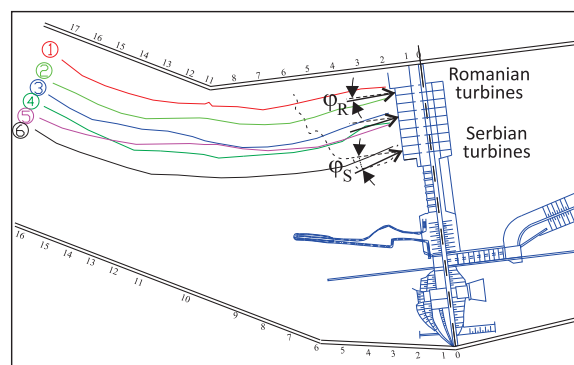 17 16 15 14 13 12 11 8 7 6 5 4 3 2 1 0
① 
② 
③ 
④ 
⑤ 
⑥ 
φR
φS
Romanian
turbines
Serbian
turbines
16 15 14 13 12 11 10 9 8 7 6 5 4 3 2 1 0